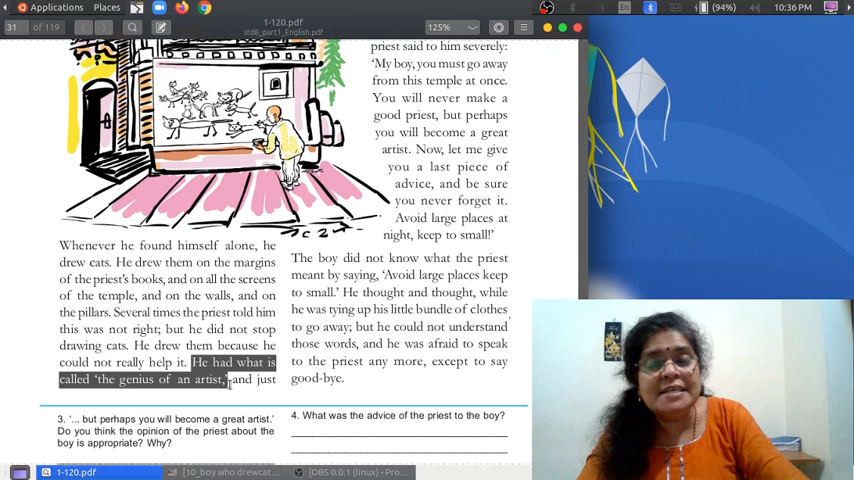 Applications Places En (94%) 10:36 PM
31 of 119 1-120.pdf 125%
std8_part1_English.pdf
priest said to him severely:
‘My boy, you must go away
from this temple at once.
You will never make a
good priest, but perhaps
you will become a great
artist. Now, let me give
you a last piece of
advice, and be sure
you never forget it.
Avoid large places at
night, keep to small!’
Whenever he found himself alone, he
drew cats. He drew them on the margins
of the priest’s books, and on all the screens
of the temple, and on the walls, and on
the pillars. Several times the priest told him
this was not right; but he did not stop
drawing cats. He drew them because he
could not really help it. He had what is
called ‘the genius of an artist,’ and just
The boy did not know what the priest
meant by saying, ‘Avoid large places keep
to small.’ He thought and thought, while
he was tying up his little bundle of clothes
to go away; but he could not understand
those words, and he was afraid to speak
to the priest any more, except to say
good-bye.
3. ‘... but perhaps you will become a great artist.’
Do you think the opinion of the priest about the
boy is appropriate? Why?
4. What was the advice of the priest to the boy?
1-120.pdf [10_boy who drewcat... [OBS 0.0.1 (linux) - Pro...